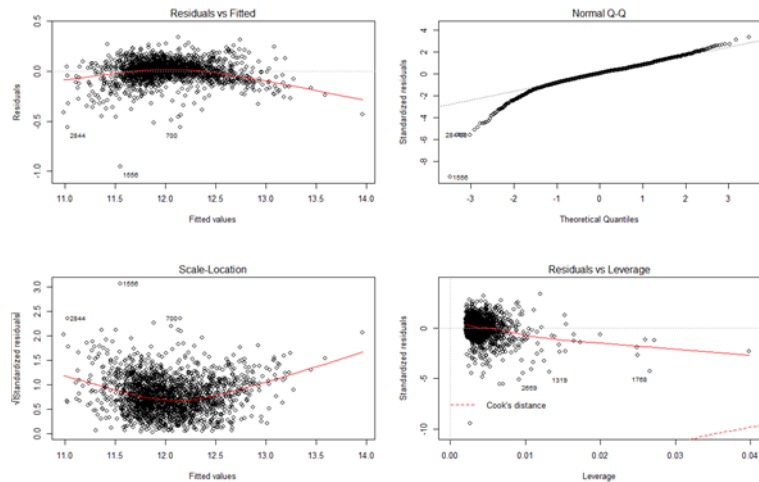 Residuals vs Fitted
Residuals
0.5
0.0
-0.5
-1.0
2844
730
1556
11.0 11.5 12.0 12.5 13.0 13.5 14.0
Fitted values
Normal Q-Q
Standardized residuals
4
2
0
-2
-4
-6
-8
1556
-3 -2 -1 0 1 2 3
Theoretical Quantiles
Scale-Location
√|Standardized residuals|
3.0
2.5
2.0
1.5
1.0
0.5
0.0
1556
2844
730
11.0 11.5 12.0 12.5 13.0 13.5 14.0
Fitted values
Residuals vs Leverage
Standardized residuals
0
-5
-10
2669
1319
1768
Cook's distance
0.00 0.01 0.02 0.03 0.04
Leverage